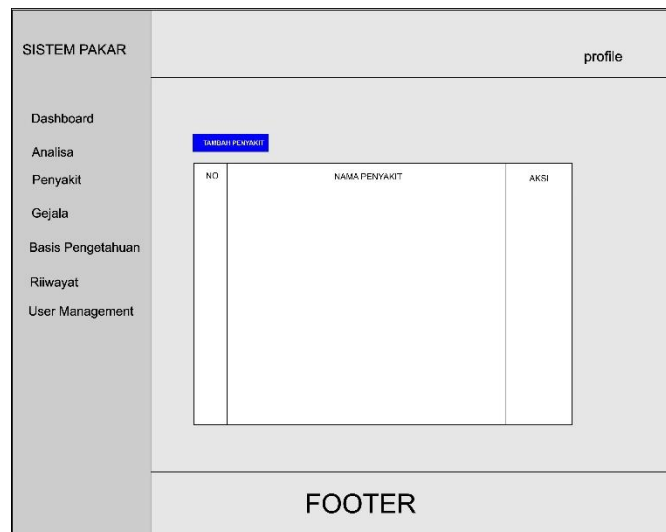 SISTEM PAKAR
profile
Dashboard
Analisa
Penyakit
Gejala
Basis Pengetahuan
Riiwayat
User Management
TAMBAH PENYAKIT
NO NAMA PENYAKIT AKSI
FOOTER